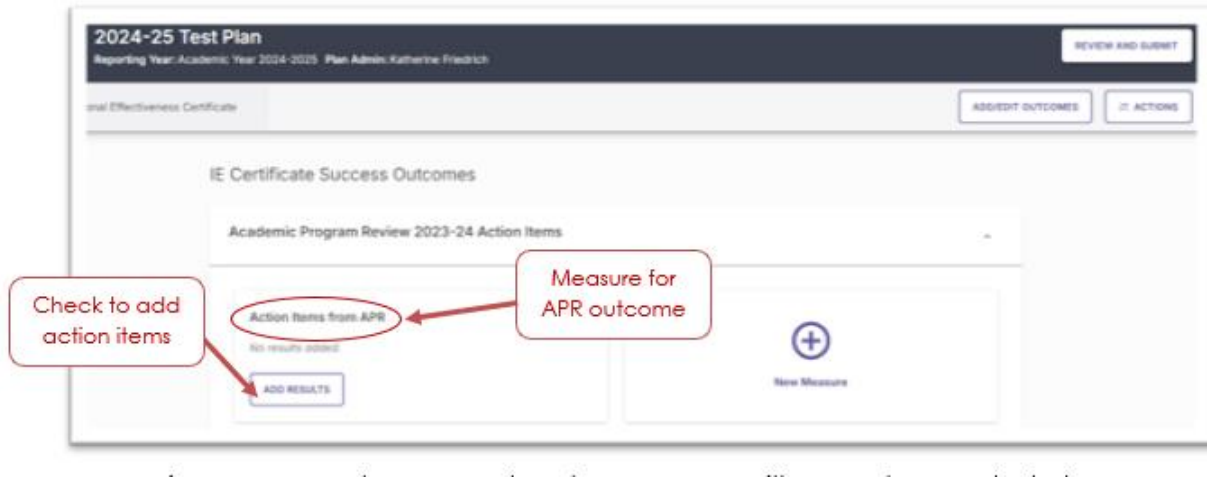 2024-25 Test Plan
Reporting Year: Academic Year 2024-2025 Plan Admin: Katherine Friedrich
REVIEW AND SUBMIT
onal Effectiveness Certificate
ADD/EDIT OUTCOMES
ACTIONS
IE Certificate Success Outcomes
Academic Program Review 2023-24 Action Items
Measure for
APR outcome
Check to add
action items
Action Items from APR
No results added
ADD RESULTS
New Measure